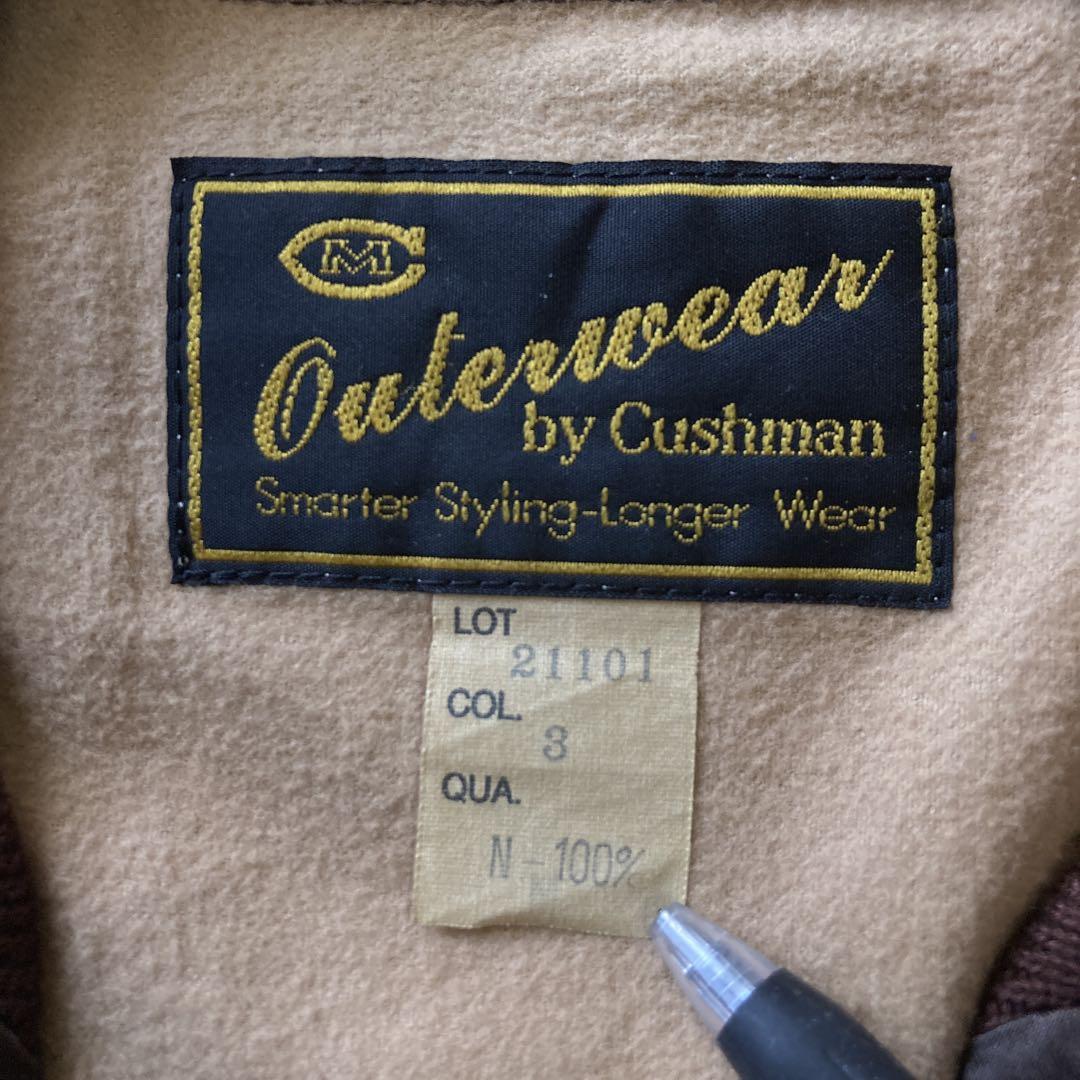 CM
Outerwear
by Cushman
Smarter Styling-Longer Wear
LOT
21101
COL.
3
QUA.
N-100%